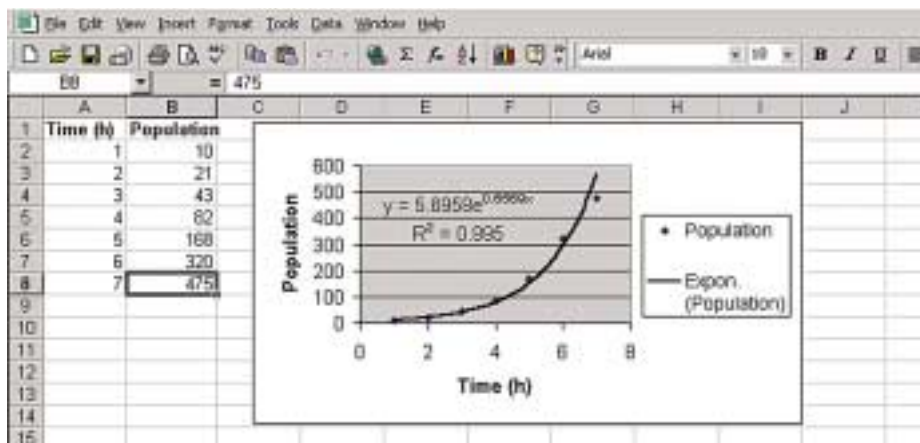 File Edit View Insert Format Tools Data Window Help
Arial 10 B I U
B8 = 475
A B C D E F G H I J
1 Time (h) Population
2 1 10
3 2 21
4 3 43
5 4 82
6 5 168
7 6 320
8 7 475
9
10
11
12
13
14
15
600
500
400
300
200
100
0
Population
y = 5.8959e
R² = 0.995
0 2 4 6 8
Time (h)
Population
Expon.
(Population)